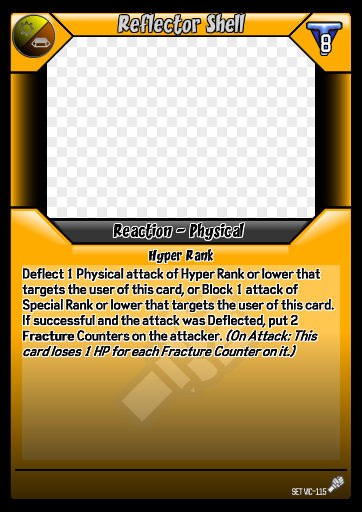 Reflector Shell
8
Reaction - Physical
Hyper Rank
Deflect 1 Physical attack of Hyper Rank or lower that
targets the user of this card, or Block 1 attack of
Special Rank or lower that targets the user of this card.
If successful and the attack was Deflected, put 2
Fracture Counters on the attacker. (On Attack: This
card loses 1 HP for each Fracture Counter on it.)
SET VIC-115